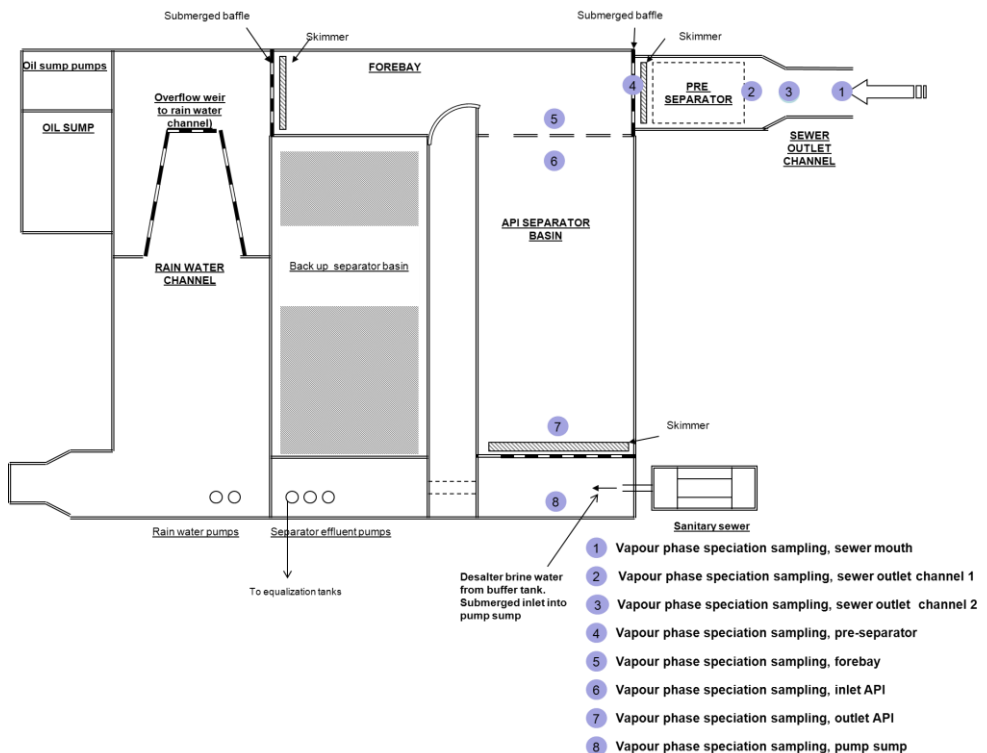 Submerged baffle
Submerged baffle
Skimmer
Skimmer
Oil sump pumps
FOREBAY
PRE
SEPARATOR
4
2
3
1
Overflow weir
to rain water
channel)
OIL SUMP
5
SEWER
OUTLET
CHANNEL
6
API SEPARATOR
BASIN
RAIN WATER
CHANNEL
Back up separator basin
7
Skimmer
8
Sanitary sewer
Rain water pumps
Separator effluent pumps
To equalization tanks
Desalter brine water
from buffer tank.
Submerged inlet into
pump sump
1 Vapour phase speciation sampling, sewer mouth
2 Vapour phase speciation sampling, sewer outlet channel 1
3 Vapour phase speciation sampling, sewer outlet channel 2
4 Vapour phase speciation sampling, pre-separator
5 Vapour phase speciation sampling, forebay
6 Vapour phase speciation sampling, inlet API
7 Vapour phase speciation sampling, outlet API
8 Vapour phase speciation sampling, pump sump